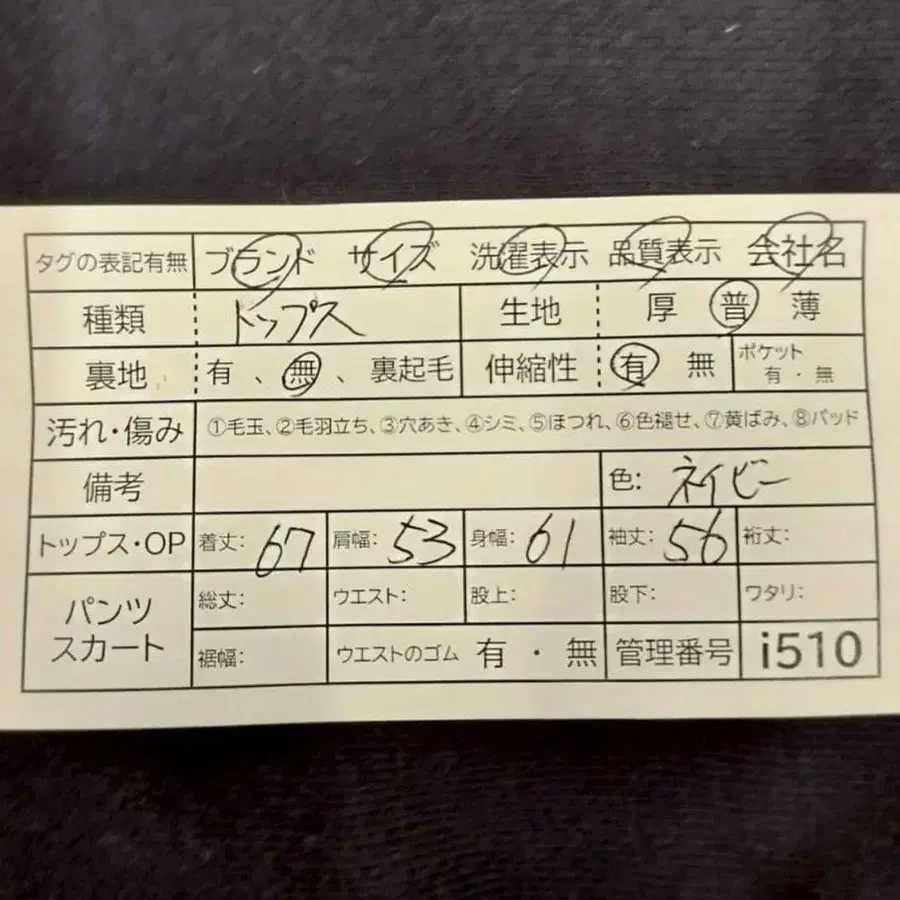 タグの表記有無 ブランド サイズ 洗濯表示 品質表示 会社名
種類 トップス 生地 厚 普 薄
裏地 有 、 無 、 裏起毛 伸縮性 有 無 ポケット 有 ・ 無
汚れ・傷み ①毛玉、②毛羽立ち、③穴あき、④シミ、⑤ほつれ、⑥色褪せ、⑦黄ばみ、⑧パッド
備考 色: ネイビー
トップス・OP 着丈: 67 肩幅: 53 身幅: 61 袖丈: 56 裄丈:
パンツ スカート 総丈: ウエスト: 股上: 股下: ワタリ:
裾幅: ウエストのゴム 有 ・ 無 管理番号 i510